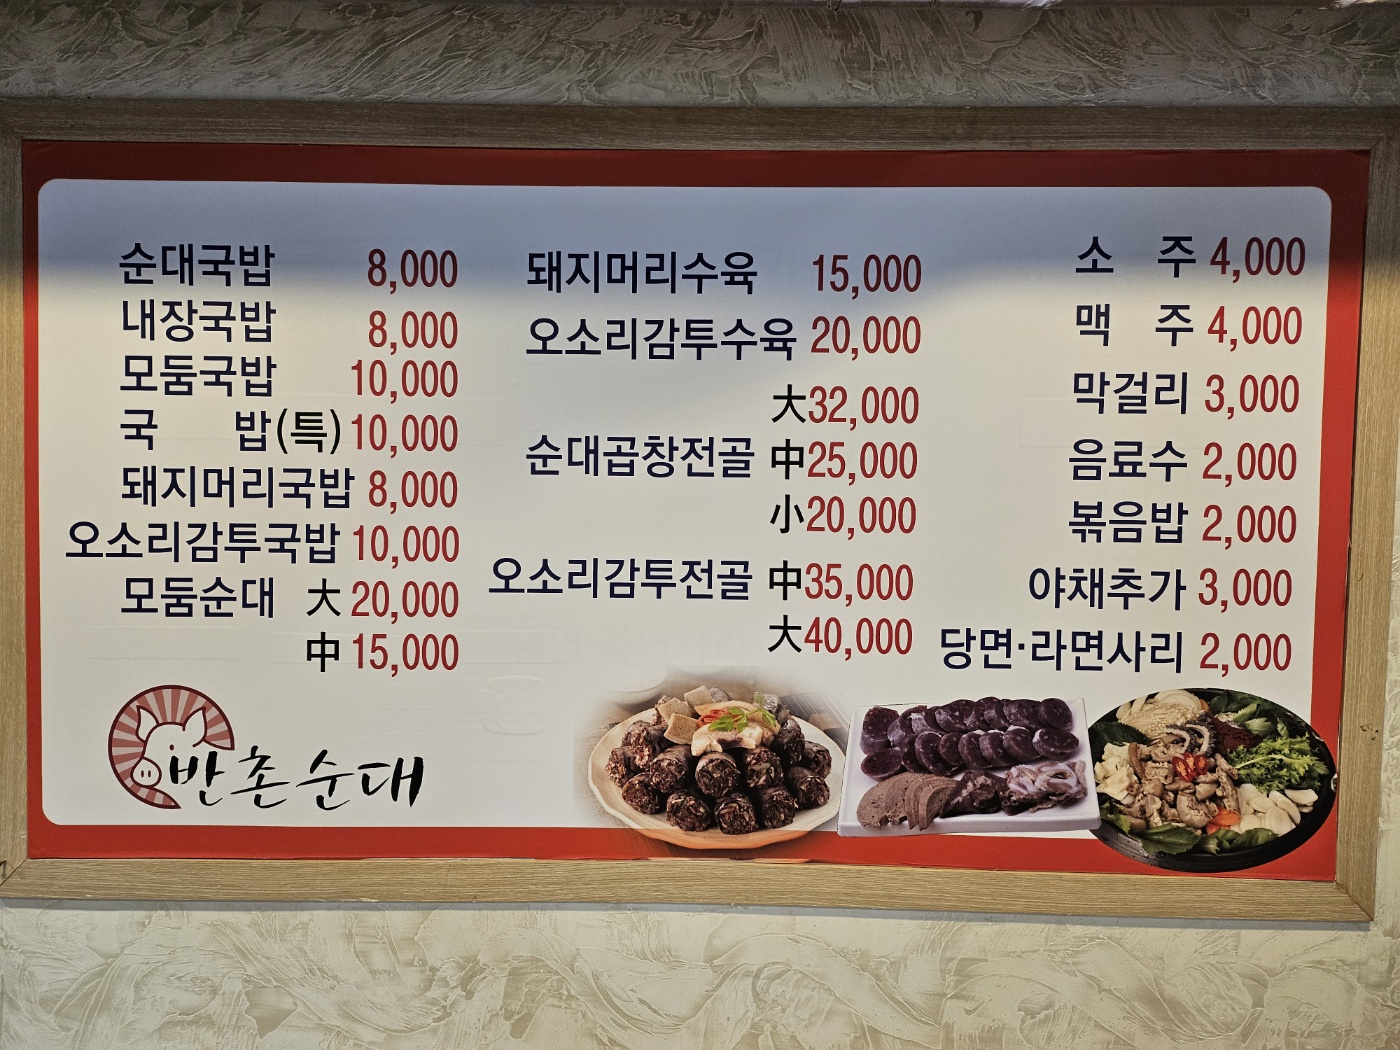 순대국밥 8,000
내장국밥 8,000
모둠국밥 10,000
국 밥(특) 10,000
돼지머리국밥 8,000
오소리감투국밥 10,000
모둠순대 大 20,000
中 15,000
돼지머리수육 15,000
오소리감투수육 20,000
大32,000
순대곱창전골 中25,000
小20,000
오소리감투전골 中35,000
大40,000
소 주 4,000
맥 주 4,000
막걸리 3,000
음료수 2,000
볶음밥 2,000
야채추가 3,000
당면·라면사리 2,000
반촌순대